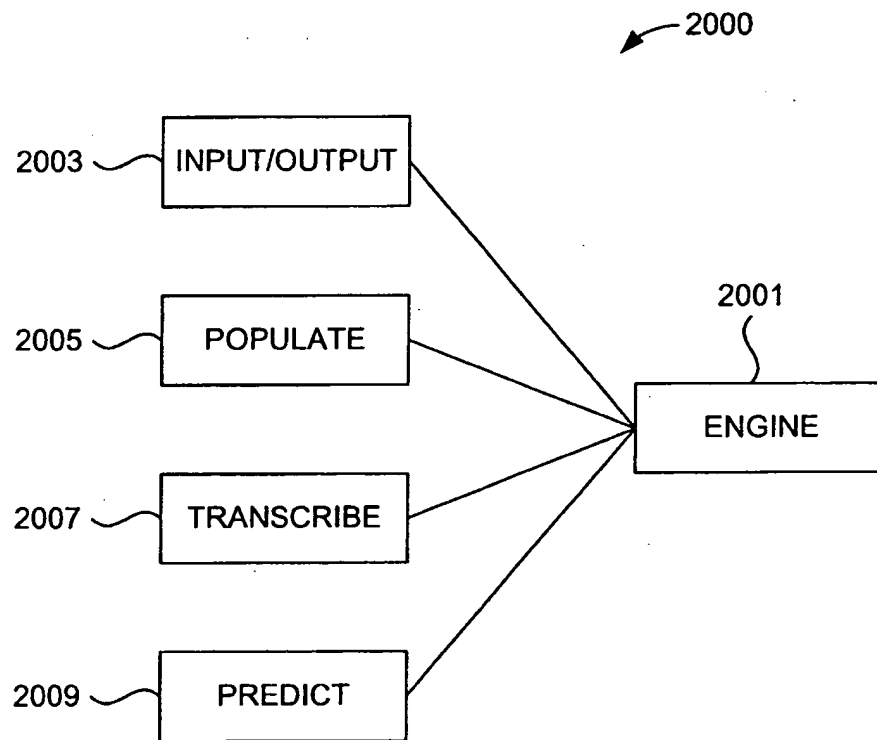 2000
2003
INPUT/OUTPUT
2005
POPULATE
2001
ENGINE
2007
TRANSCRIBE
2009
PREDICT